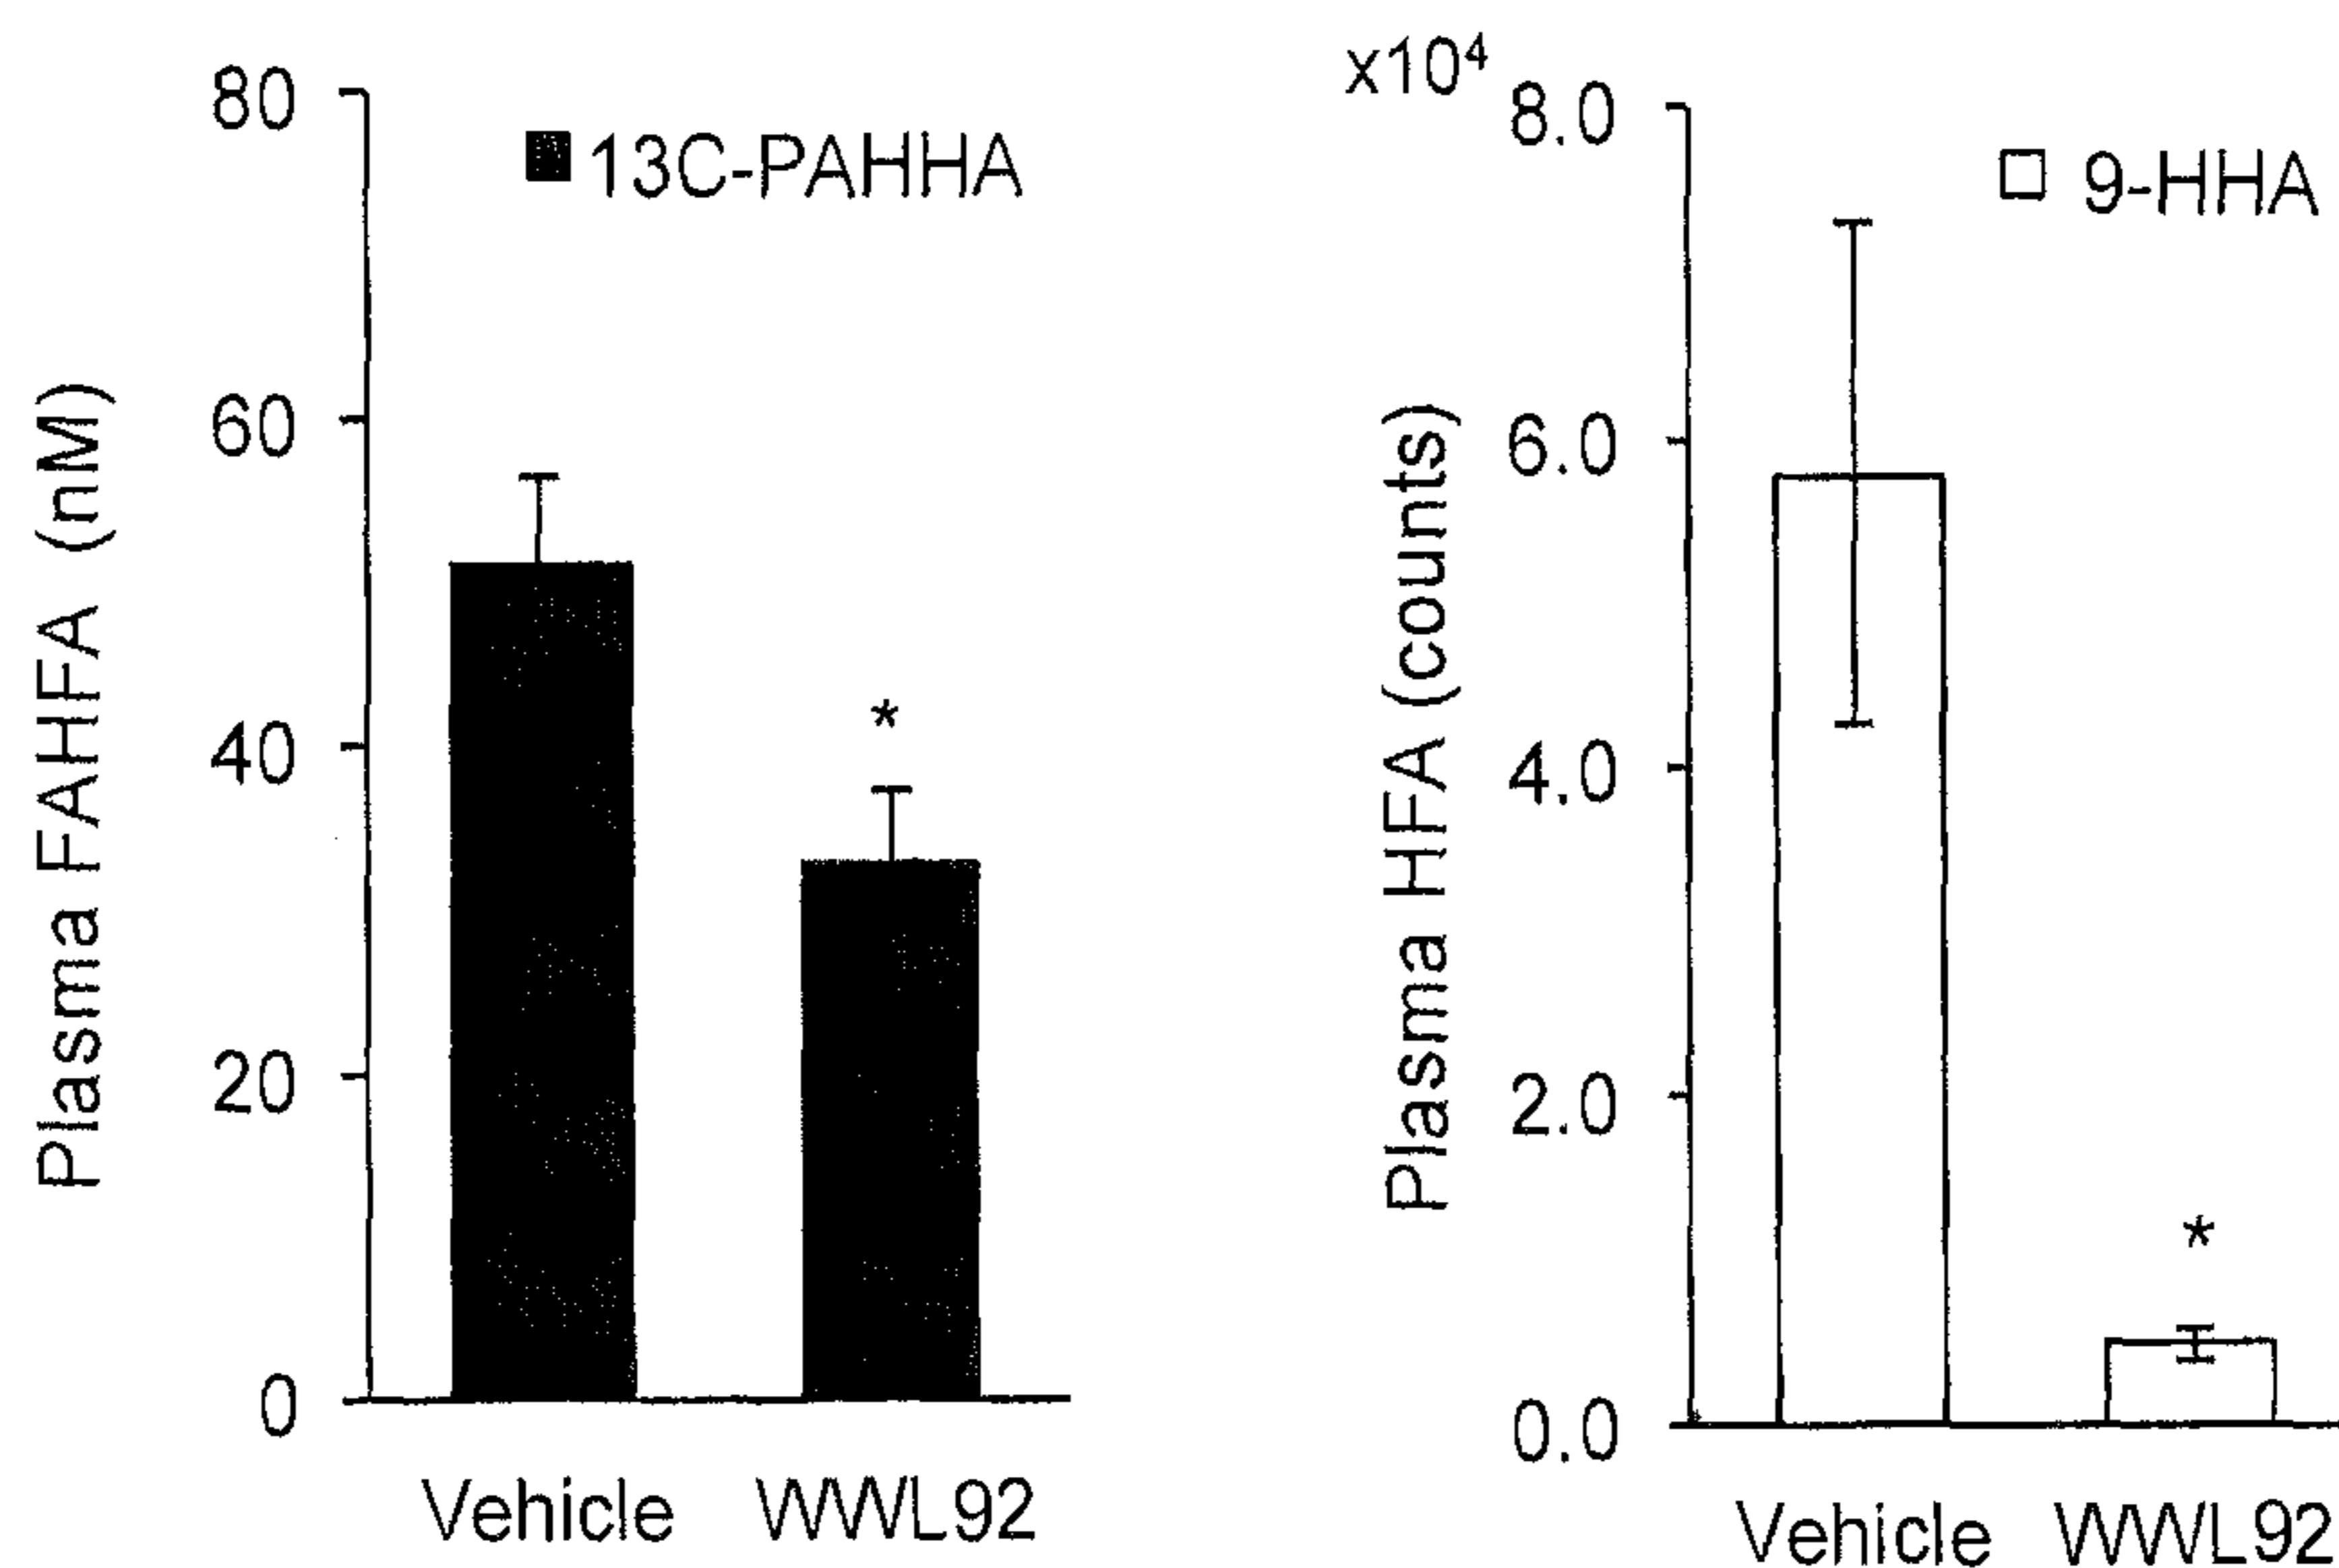 Plasma FAHFA (nM)
80
60
40
20
0
13C-PAHHA
*
Vehicle WWL92
x10⁴
Plasma HFA (counts)
8.0
6.0
4.0
2.0
0.0
9-HHA
*
Vehicle WWL92